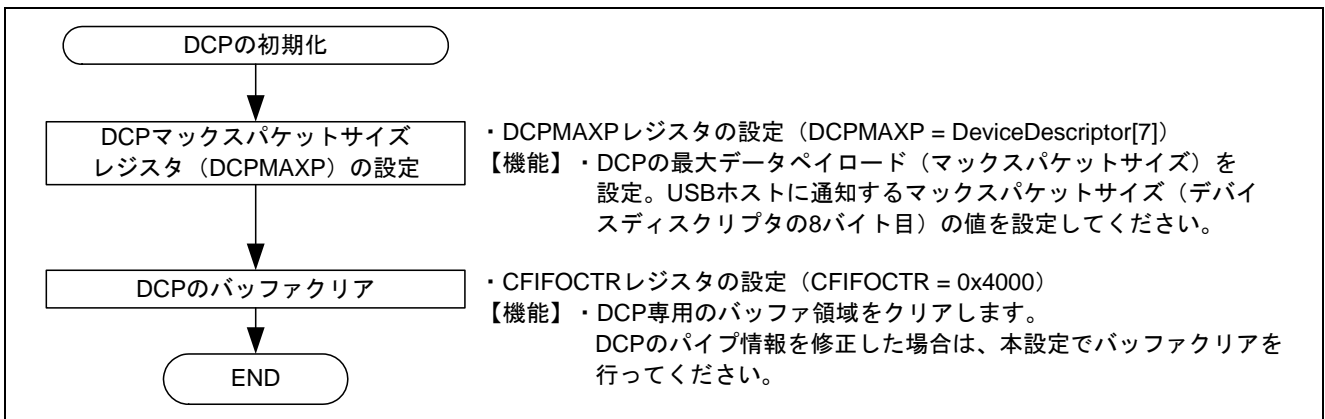 DCPの初期化
DCPマックスパケットサイズ
レジスタ（DCPMAXP）の設定
・DCPMAXPレジスタの設定（DCPMAXP = DeviceDescriptor[7]）
【機能】・DCPの最大データペイロード（マックスパケットサイズ）を
設定。USBホストに通知するマックスパケットサイズ（デバイ
スディスクリプタの8バイト目）の値を設定してください。
DCPのバッファクリア
・CFIFOCTRレジスタの設定（CFIFOCTR = 0x4000）
【機能】・DCP専用のバッファ領域をクリアします。
DCPのパイプ情報を修正した場合は、本設定でバッファクリアを
行ってください。
END